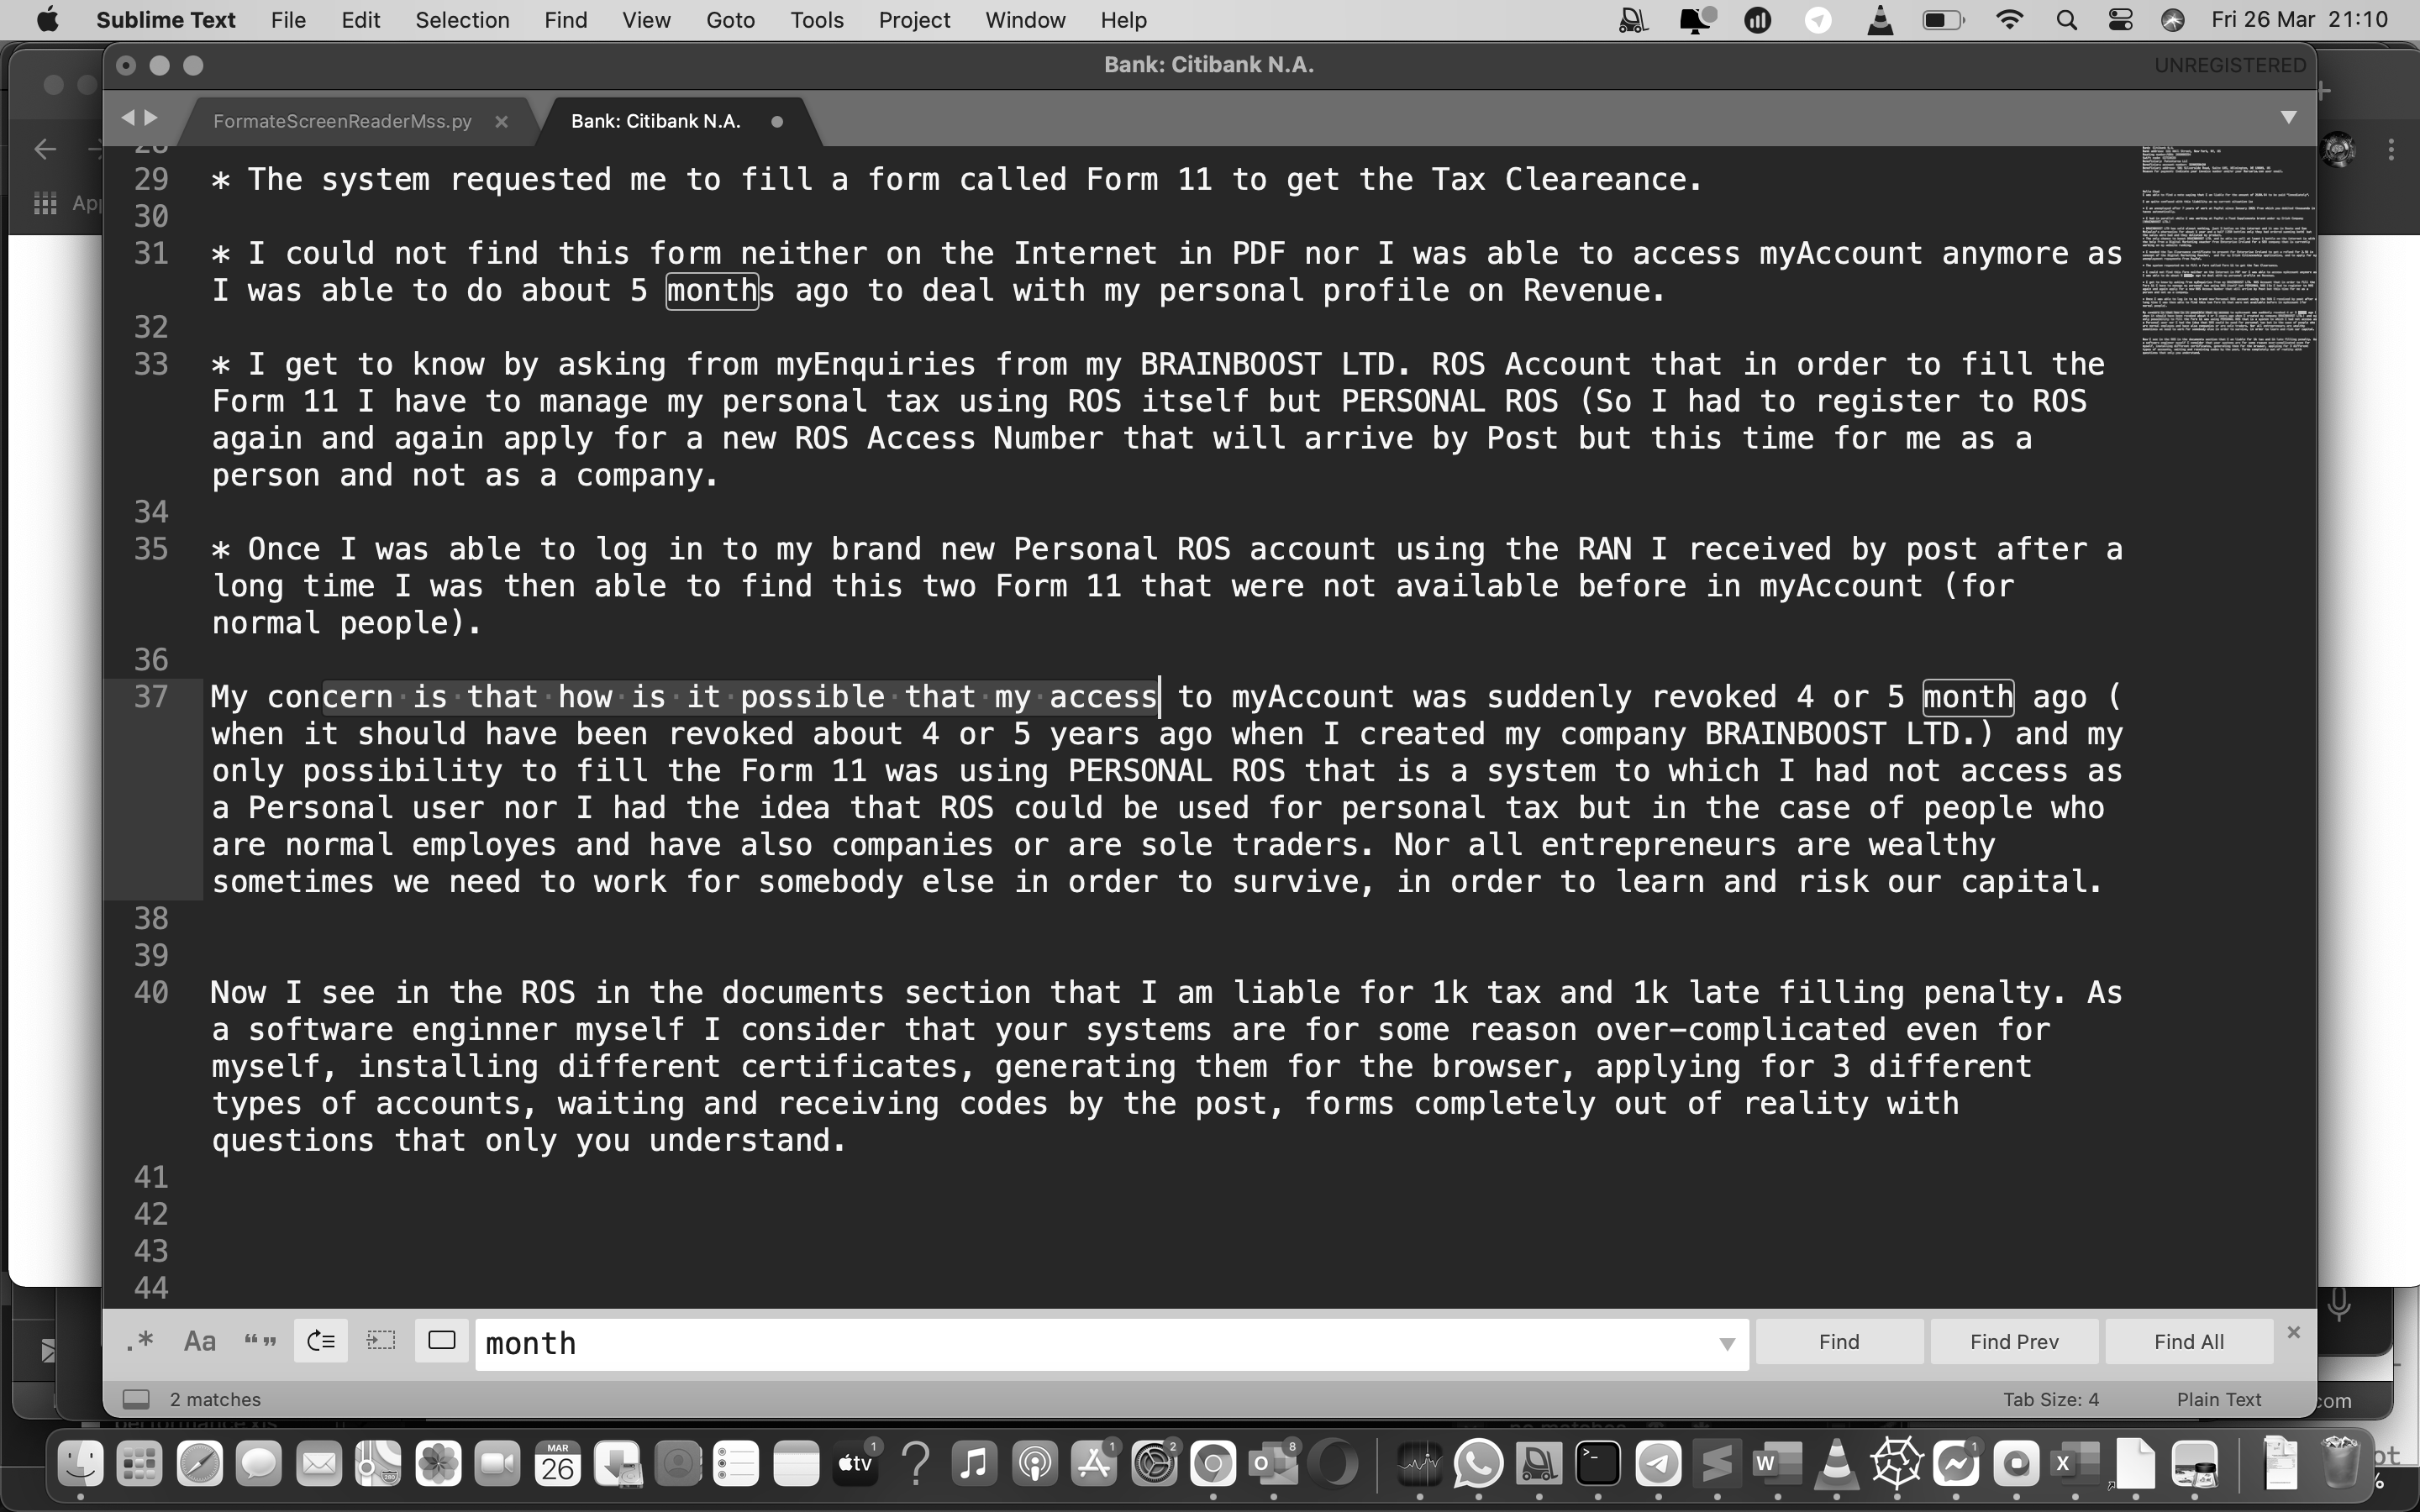 Sublime Text File Edit Selection Find View Goto Tools Project Window Help Fri 26 Mar 21:10
Bank: Citibank N.A. UNREGISTERED
FormateScreenReaderMss.py Bank: Citibank N.A.
28
29 * The system requested me to fill a form called Form 11 to get the Tax Cleareance.
30
31 * I could not find this form neither on the Internet in PDF nor I was able to access myAccount anymore as
I was able to do about 5 months ago to deal with my personal profile on Revenue.
32
33 * I get to know by asking from myEnquiries from my BRAINBOOST LTD. ROS Account that in order to fill the
Form 11 I have to manage my personal tax using ROS itself but PERSONAL ROS (So I had to register to ROS
again and again apply for a new ROS Access Number that will arrive by Post but this time for me as a
person and not as a company.
34
35 * Once I was able to log in to my brand new Personal ROS account using the RAN I received by post after a
long time I was then able to find this two Form 11 that were not available before in myAccount (for
normal people).
36
37 My concern is that how is it possible that my access to myAccount was suddenly revoked 4 or 5 month ago (
when it should have been revoked about 4 or 5 years ago when I created my company BRAINBOOST LTD.) and my
only possibility to fill the Form 11 was using PERSONAL ROS that is a system to which I had not access as
a Personal user nor I had the idea that ROS could be used for personal tax but in the case of people who
are normal employes and have also companies or are sole traders. Nor all entrepreneurs are wealthy
sometimes we need to work for somebody else in order to survive, in order to learn and risk our capital.
38
39
40 Now I see in the ROS in the documents section that I am liable for 1k tax and 1k late filling penalty. As
a software enginner myself I consider that your systems are for some reason over-complicated even for
myself, installing different certificates, generating them for the browser, applying for 3 different
types of accounts, waiting and receiving codes by the post, forms completely out of reality with
questions that only you understand.
41
42
43
44
.* Aa “ ” month Find Find Prev Find All
2 matches Tab Size: 4 Plain Text
MAR
26
tv